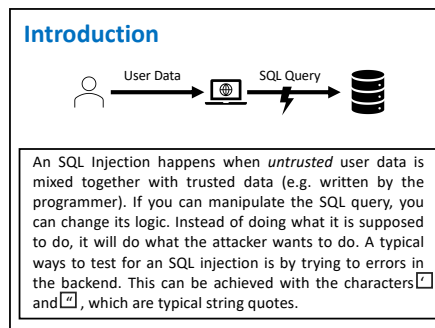 Introduction
User Data
SQL Query
An SQL Injection happens when untrusted user data is
mixed together with trusted data (e.g. written by the
programmer). If you can manipulate the SQL query, you
can change its logic. Instead of doing what it is supposed
to do, it will do what the attacker wants to do. A typical
ways to test for an SQL injection is by trying to errors in
the backend. This can be achieved with the characters ‘
and “ , which are typical string quotes.